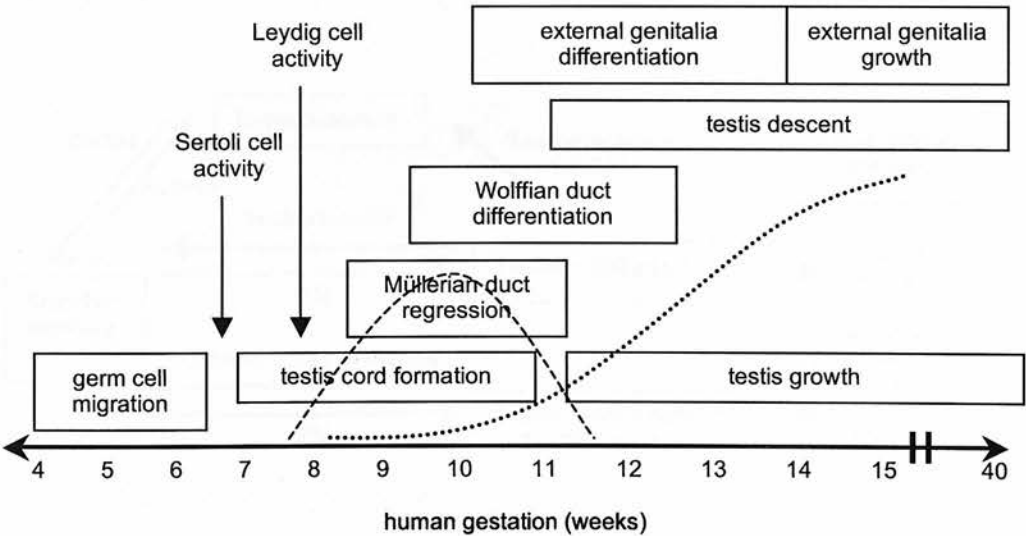 Leydig cell
activity
external genitalia
differentiation
external genitalia
growth
testis descent
Sertoli cell
activity
Wolffian duct
differentiation
Müllerian duct
regression
germ cell
migration
testis cord formation
testis growth
4 5 6 7 8 9 10 11 12 13 14 15 40
human gestation (weeks)